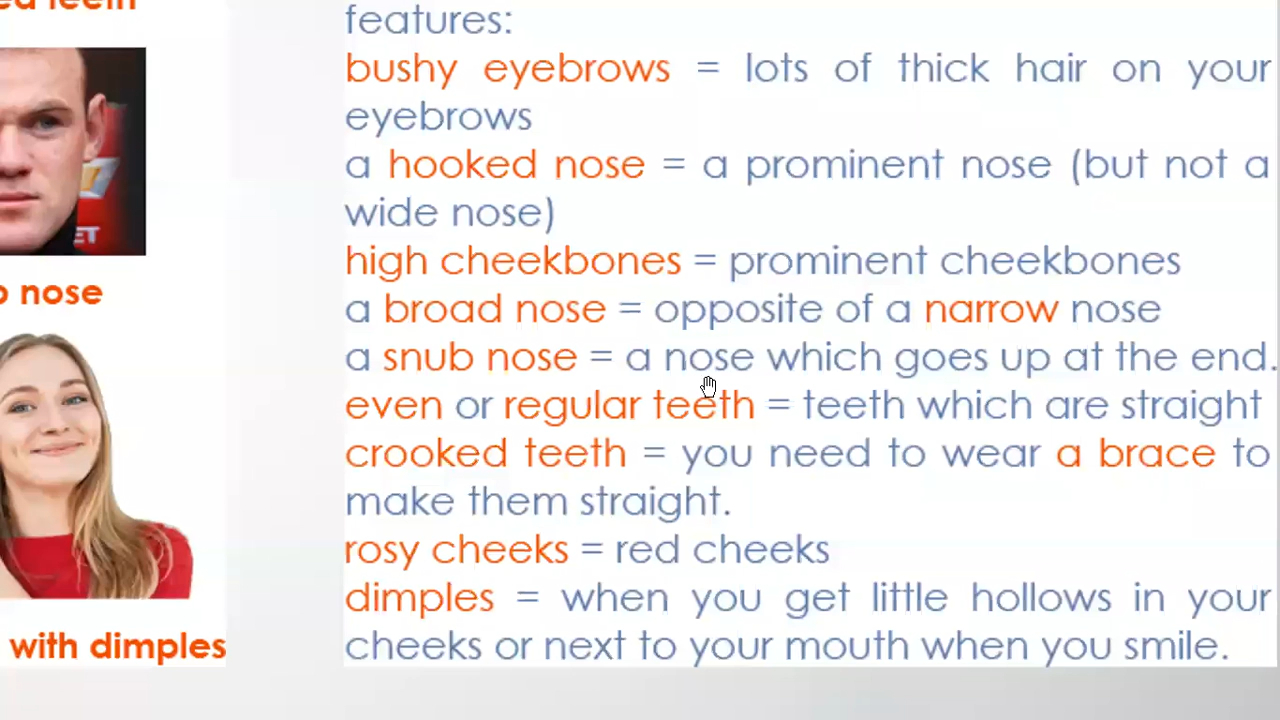 ed teeth
nose
with dimples
features:
bushy eyebrows = lots of thick hair on your
eyebrows
a hooked nose = a prominent nose (but not a
wide nose)
high cheekbones = prominent cheekbones
a broad nose = opposite of a narrow nose
a snub nose = a nose which goes up at the end.
even or regular teeth = teeth which are straight
crooked teeth = you need to wear a brace to
make them straight.
rosy cheeks = red cheeks
dimples = when you get little hollows in your
cheeks or next to your mouth when you smile.